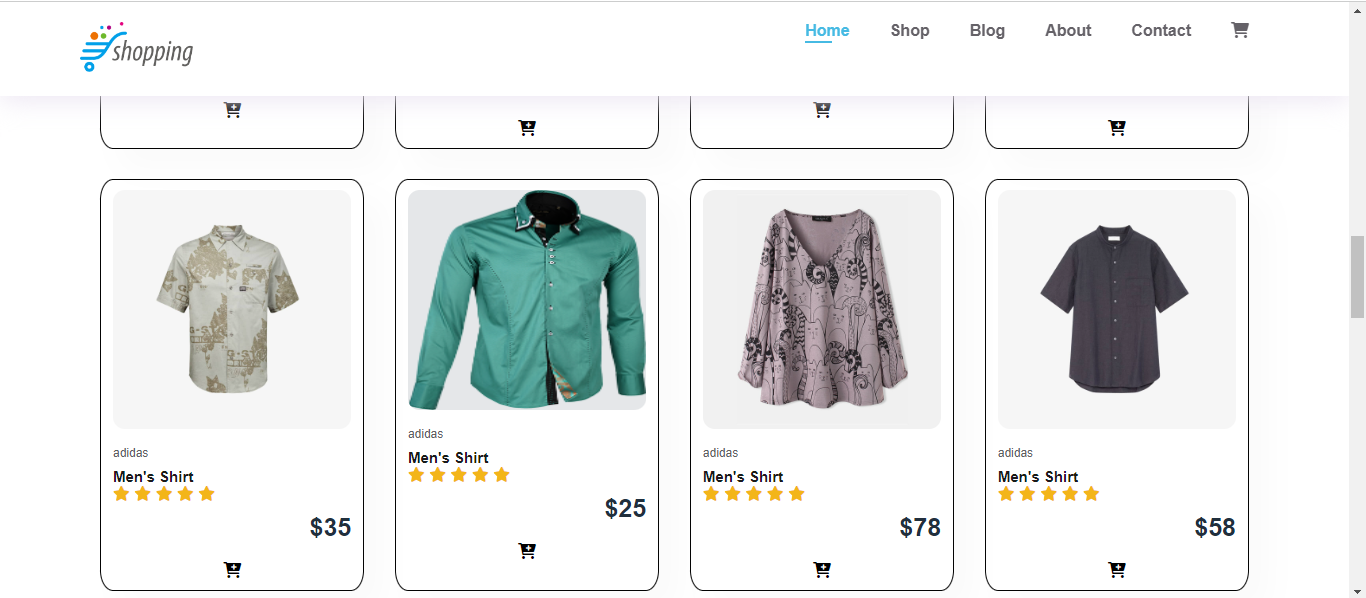 shopping
Home Shop Blog About Contact
adidas
Men's Shirt
$35
adidas
Men's Shirt
$25
adidas
Men's Shirt
$78
adidas
Men's Shirt
$58